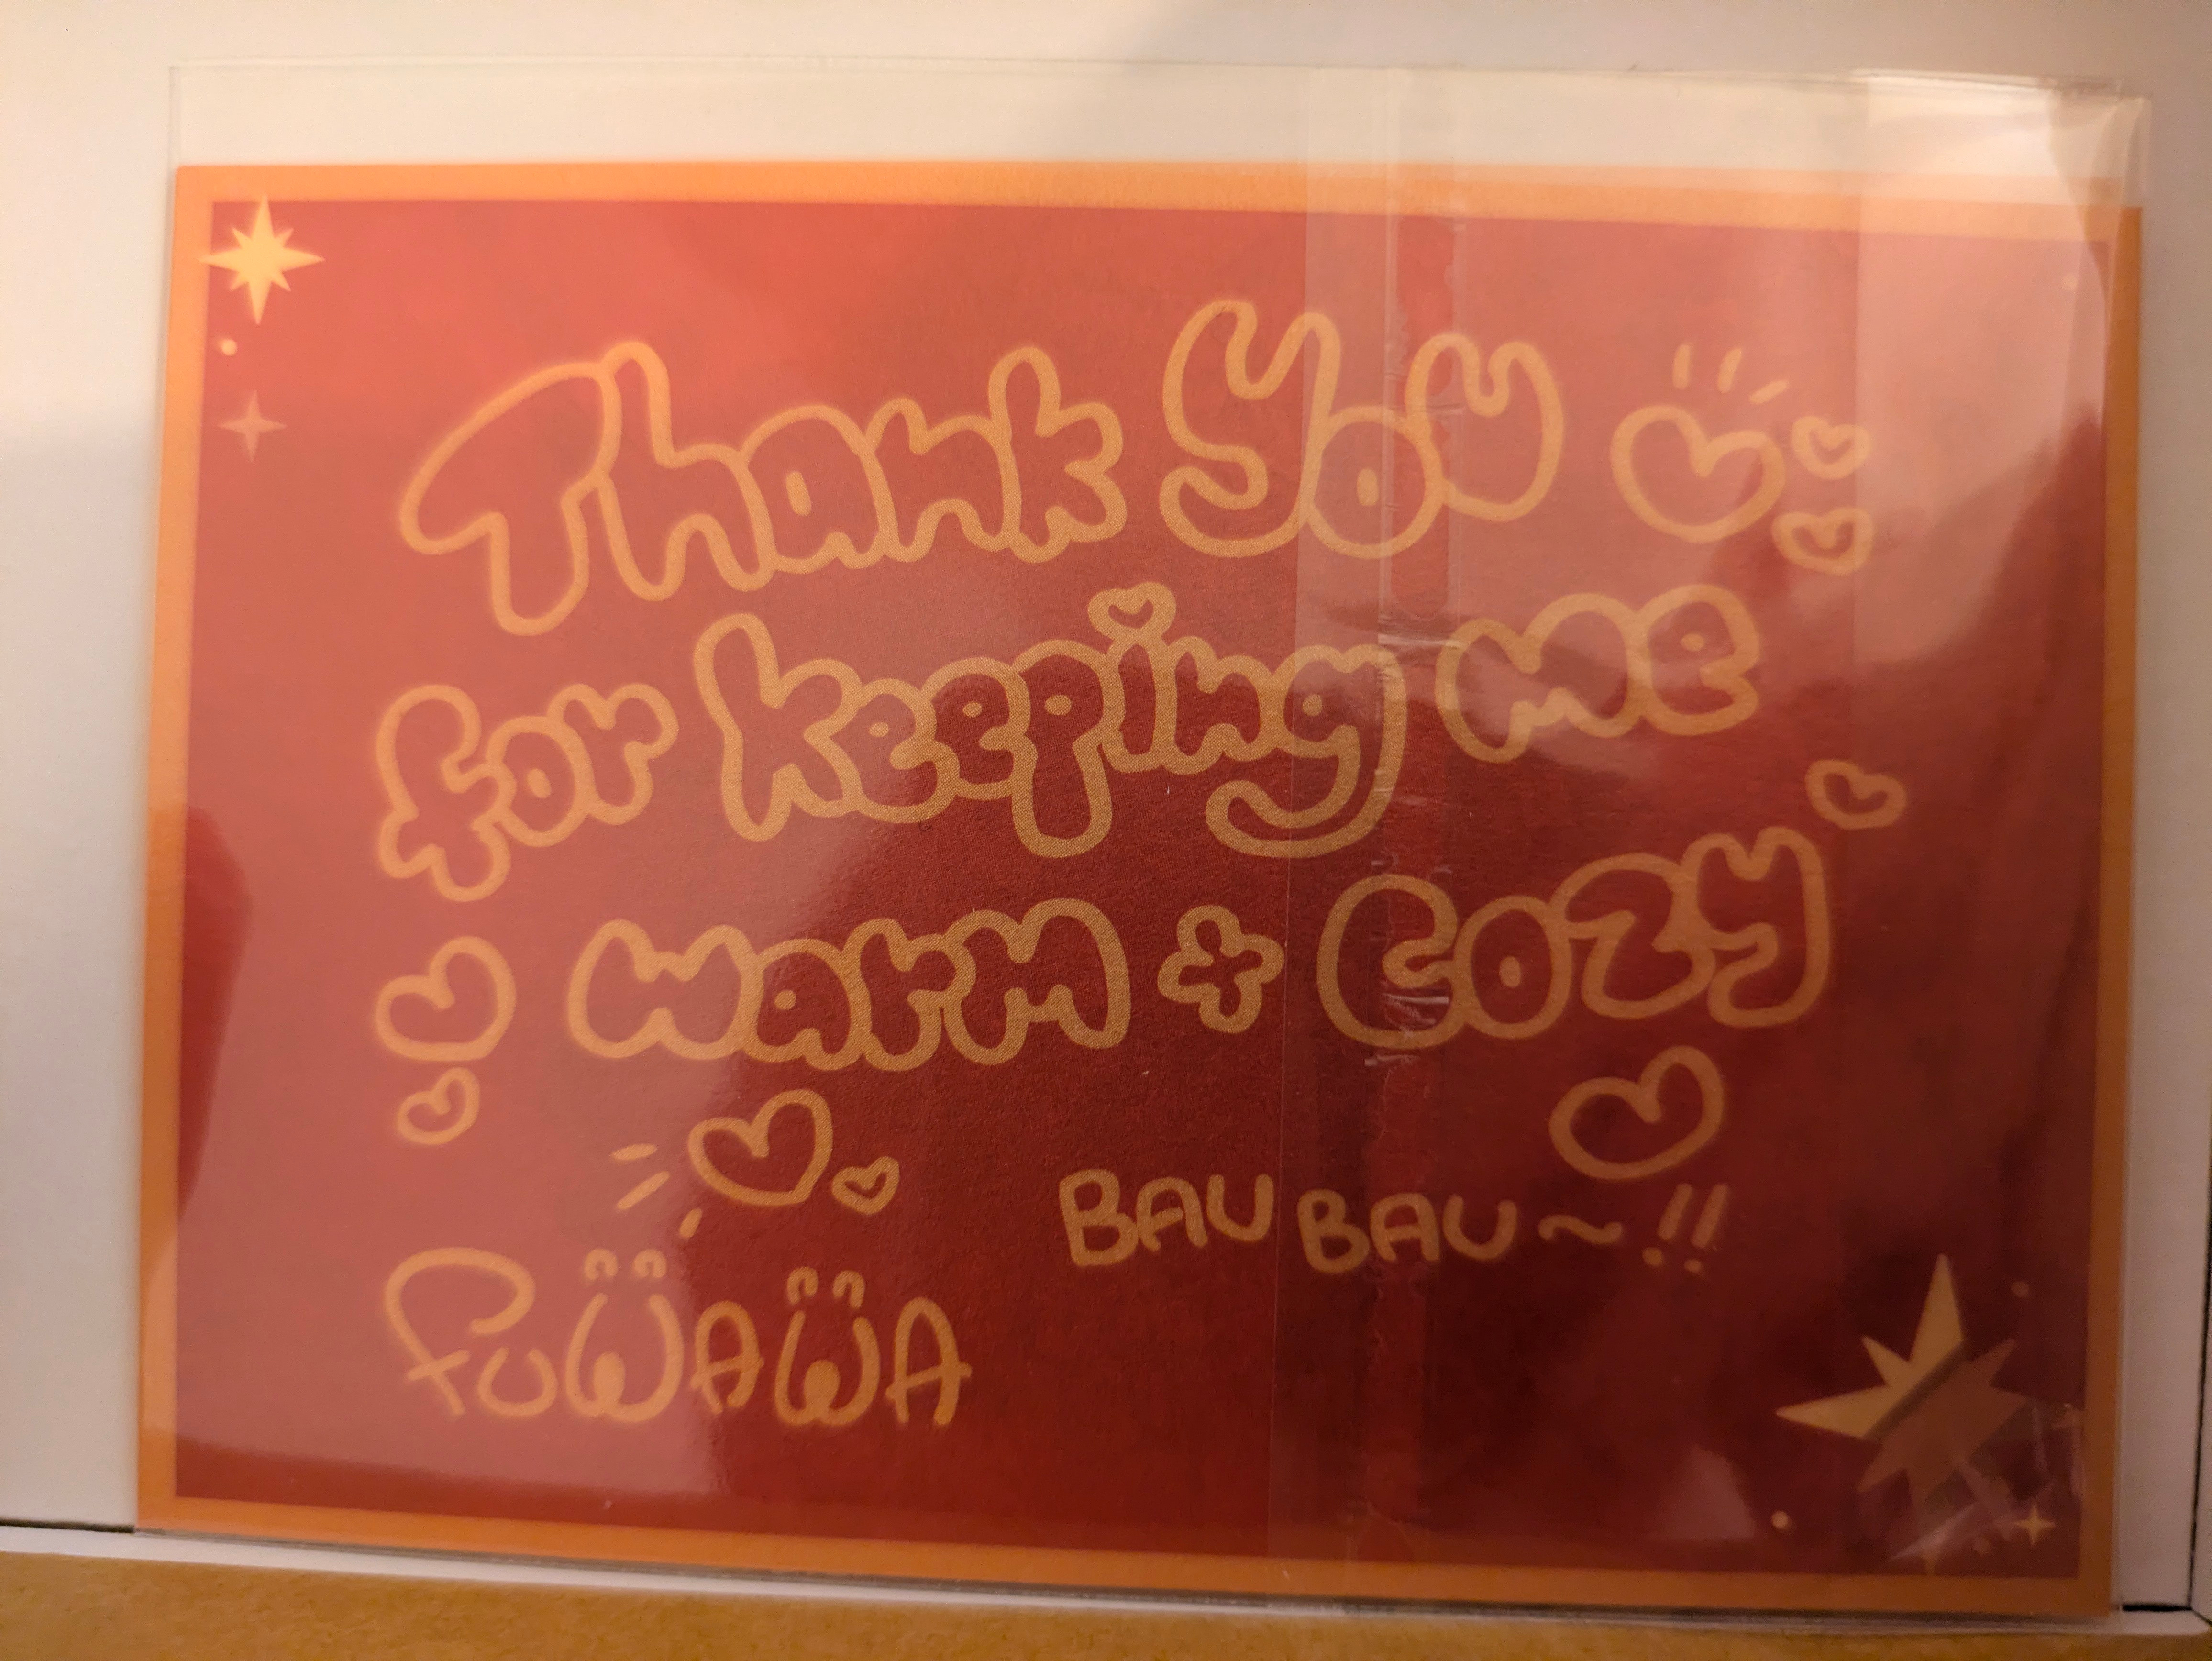 Thank You
for keeping me
warm + Cozy
BAU BAU ~ !!
FUWAWA